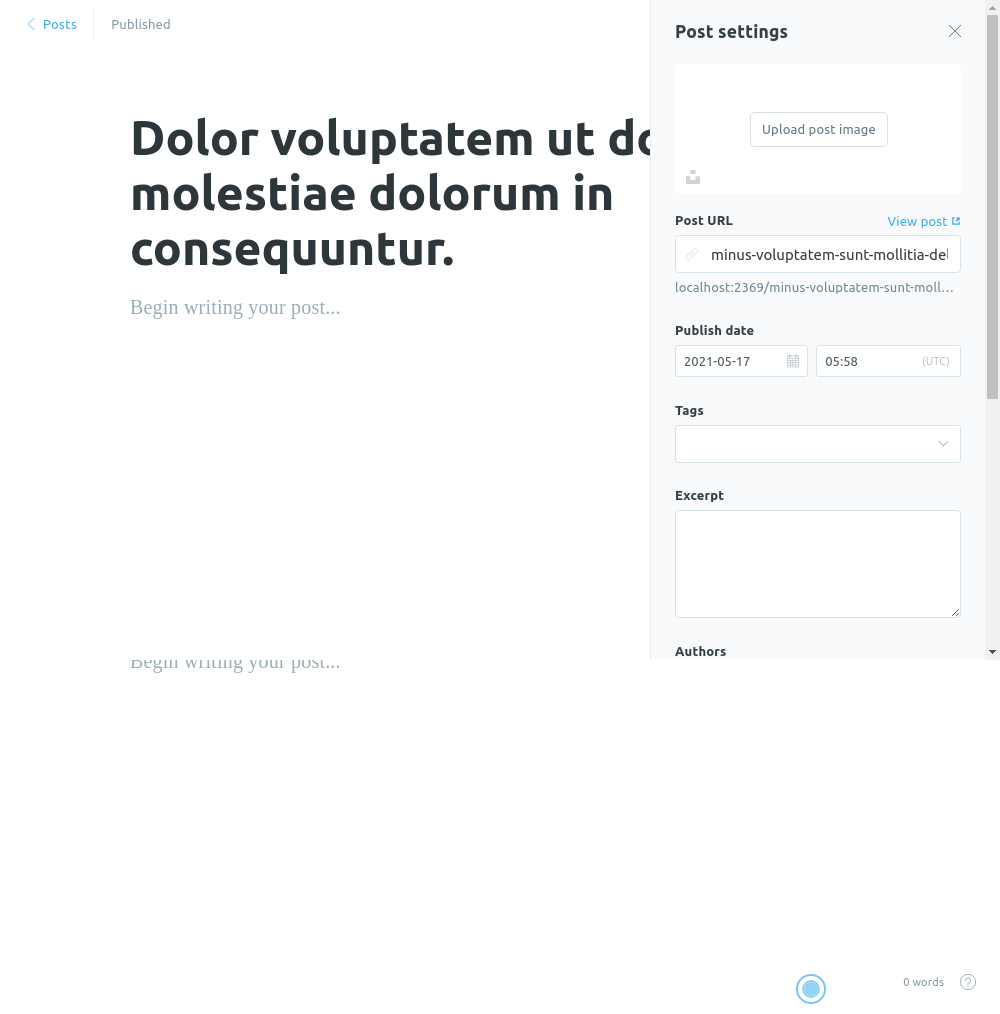 Posts
Published
Dolor voluptatem ut do
molestiae dolorum in
consequuntur.
Begin writing your post...
Begin writing your post...
Post settings
Upload post image
Post URL
View post
minus-voluptatem-sunt-mollitia-del
localhost:2369/minus-voluptatem-sunt-moll...
Publish date
2021-05-17
05:58
(UTC)
Tags
Excerpt
Authors
0 words
?